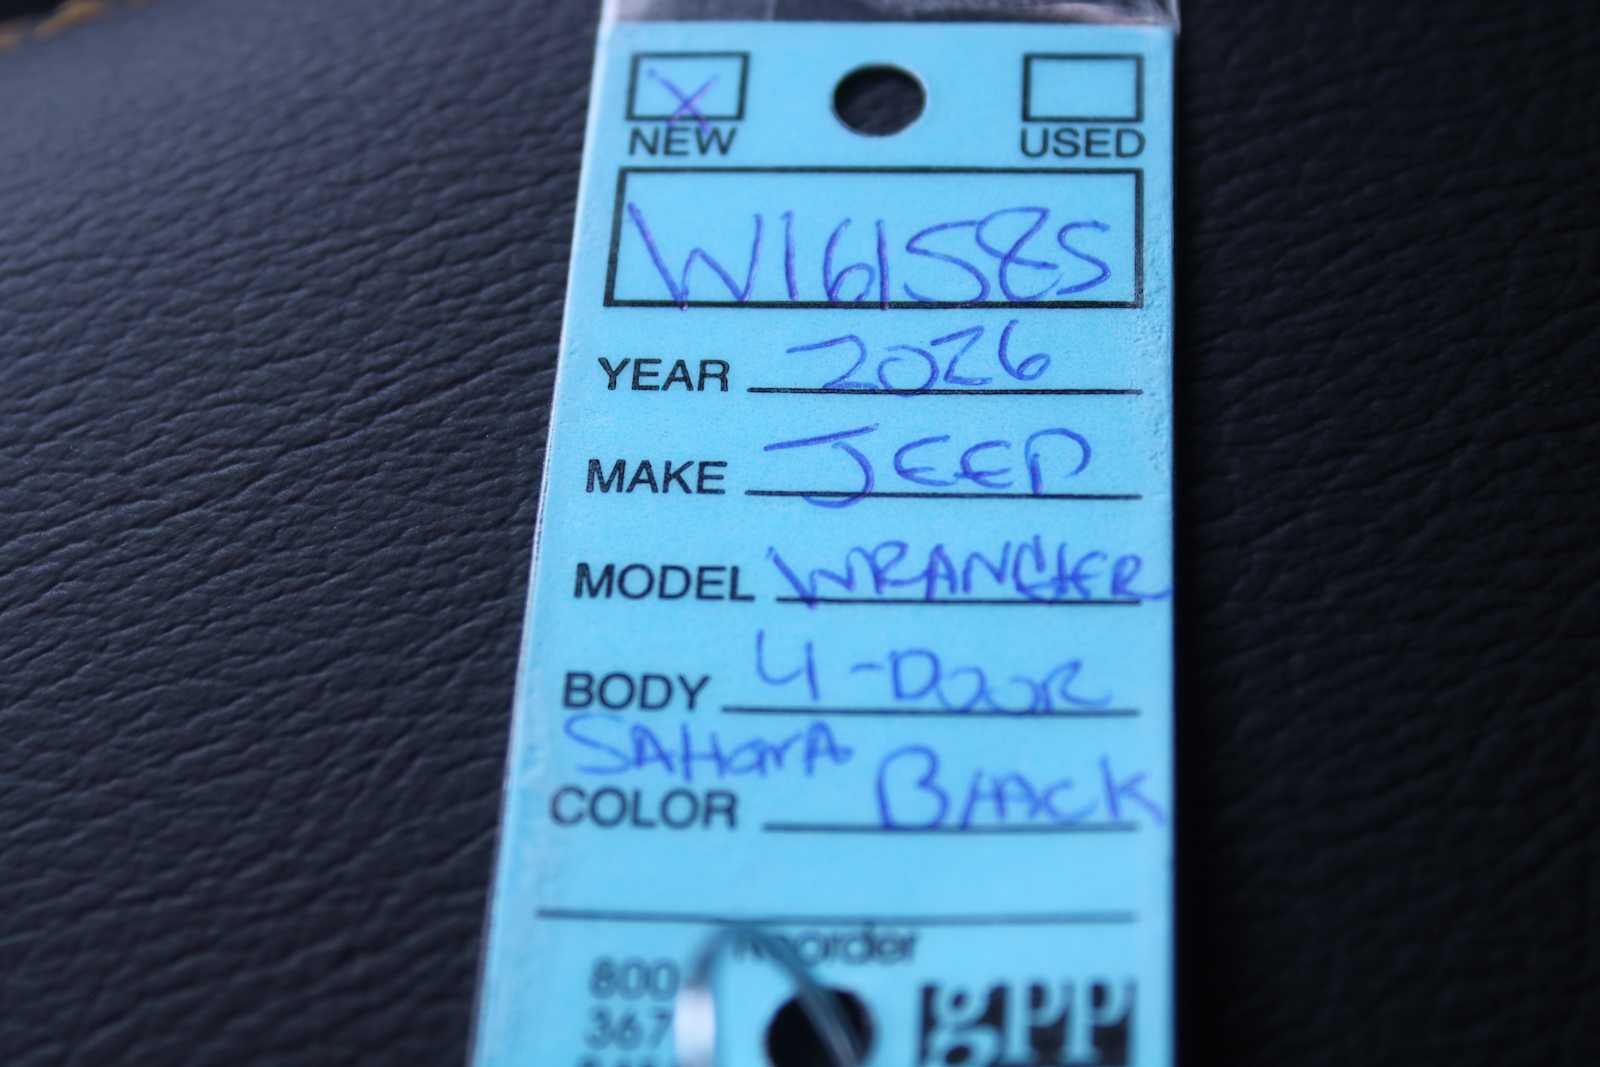 X
NEW USED
W161585
YEAR 2026
MAKE JEEP
MODEL WRANGLER
BODY 4-DOOR
SAHARA
COLOR BLACK
Reorder
800
367
gpp